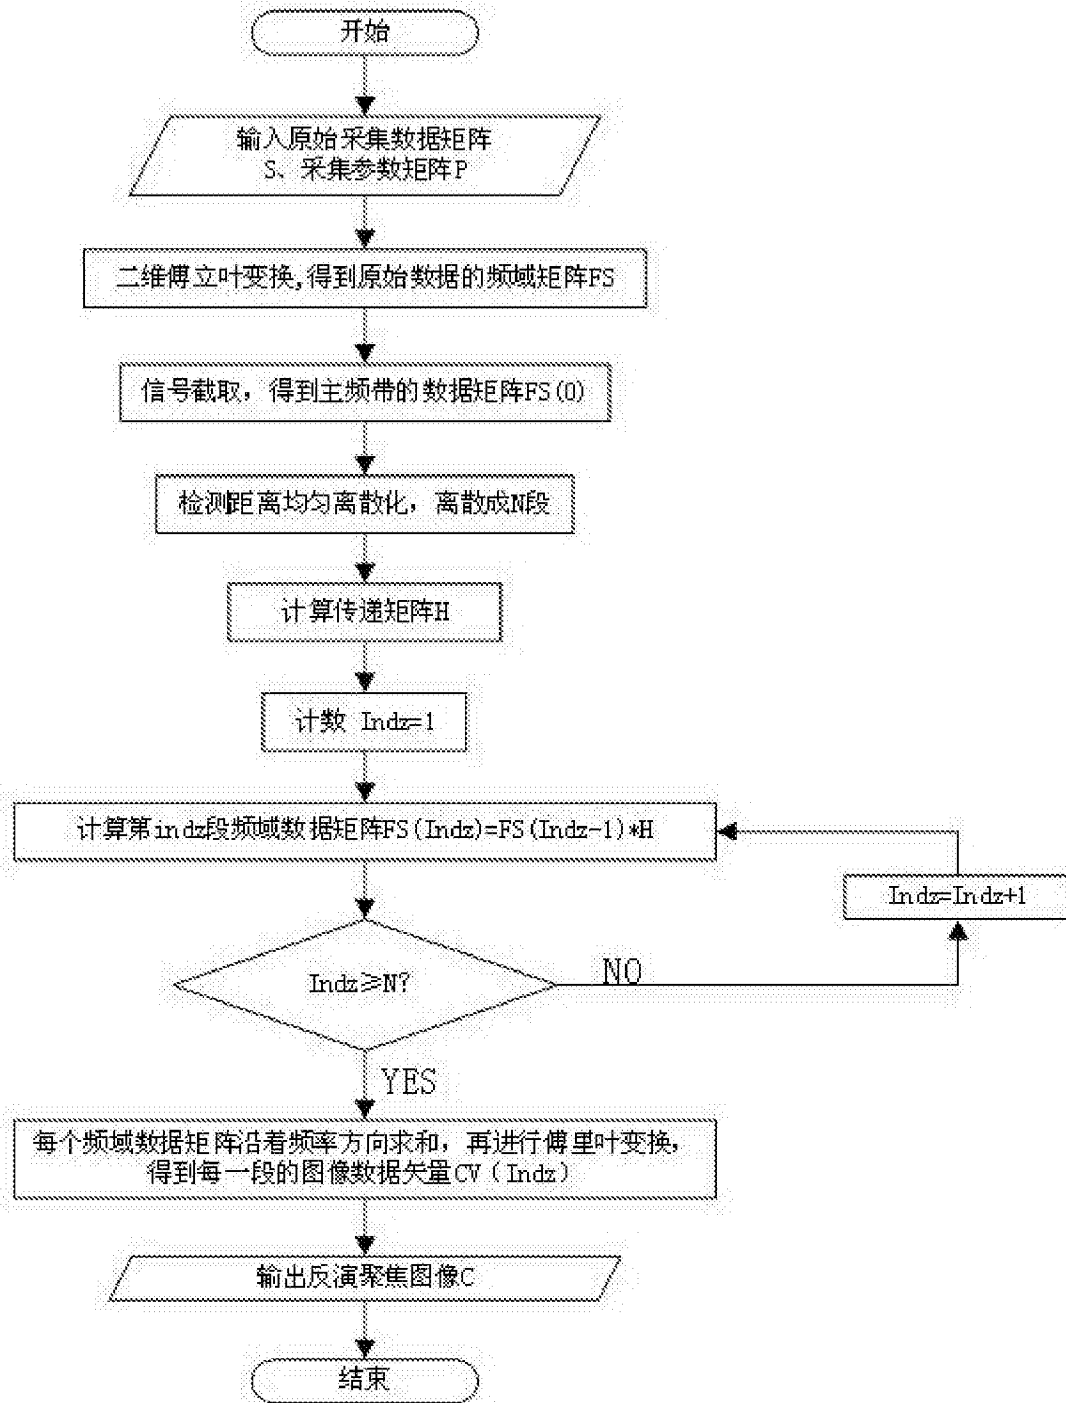 开始
输入原始采集数据矩阵
S、采集参数矩阵P
二维傅立叶变换,得到原始数据的频域矩阵FS
信号截取，得到主频带的数据矩阵FS(0)
检测距离均匀离散化，离散成N段
计算传递矩阵H
计数 Indz=1
计算第indz段频域数据矩阵FS(Indz)=FS(Indz-1)*H
Indz=Indz+1
Indz≥N?
NO
YES
每个频域数据矩阵沿着频率方向求和，再进行傅里叶变换，
得到每一段的图像数据矢量CV（Indz）
输出反演聚焦图像C
结束